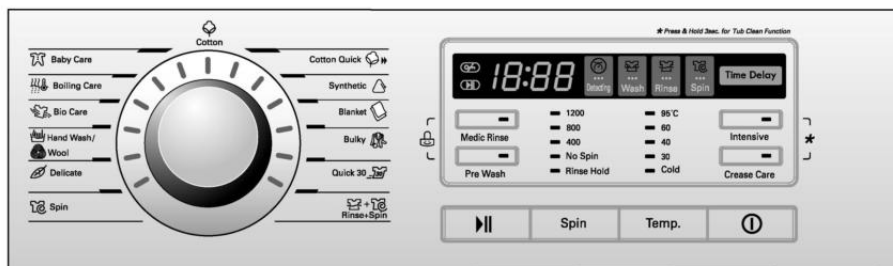 * Press & Hold 3sec. for Tub Clean Function
Cotton
Baby Care
Boiling Care
Bio Care
Hand Wash/
Wool
Delicate
Spin
Cotton Quick
Synthetic
Blanket
Bulky
Quick 30
30
Rinse+Spin
18:88
Detecting
Wash
Rinse
Spin
Time Delay
Medic Rinse
Pre Wash
1200
800
400
No Spin
Rinse Hold
95℃
60
40
30
Cold
Intensive
*
Crease Care
Spin
Temp.